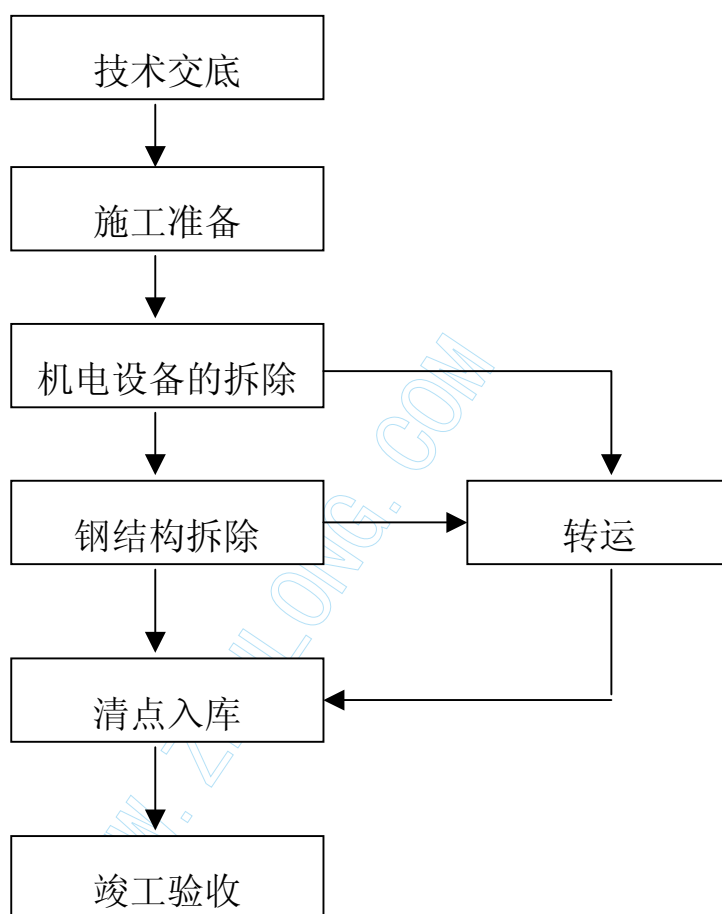 技术交底
施工准备
机电设备的拆除
钢结构拆除
转运
清点入库
竣工验收